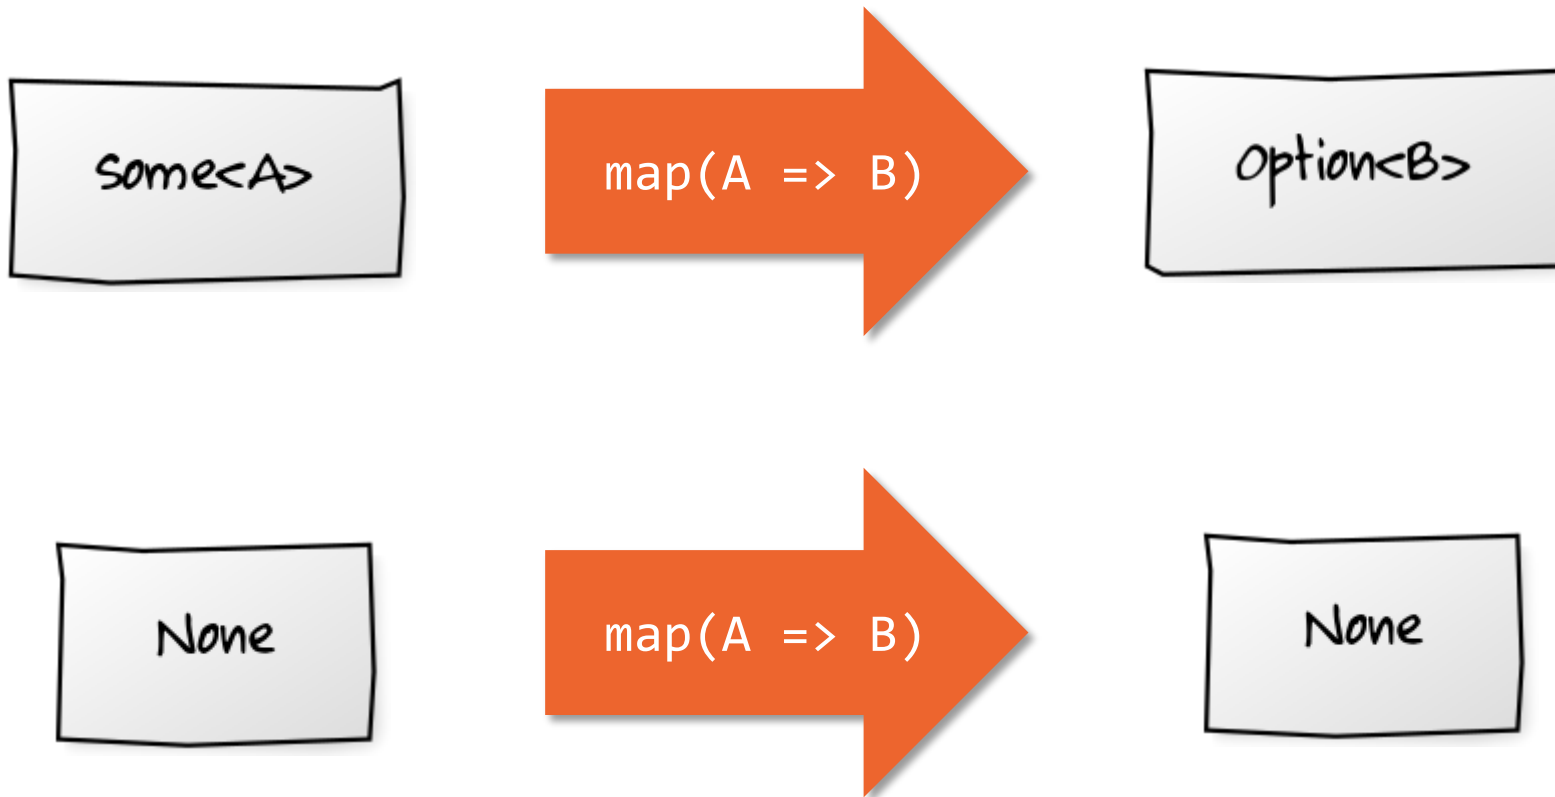 Some<A>
map(A => B)
Option<B>
None
map(A => B)
None